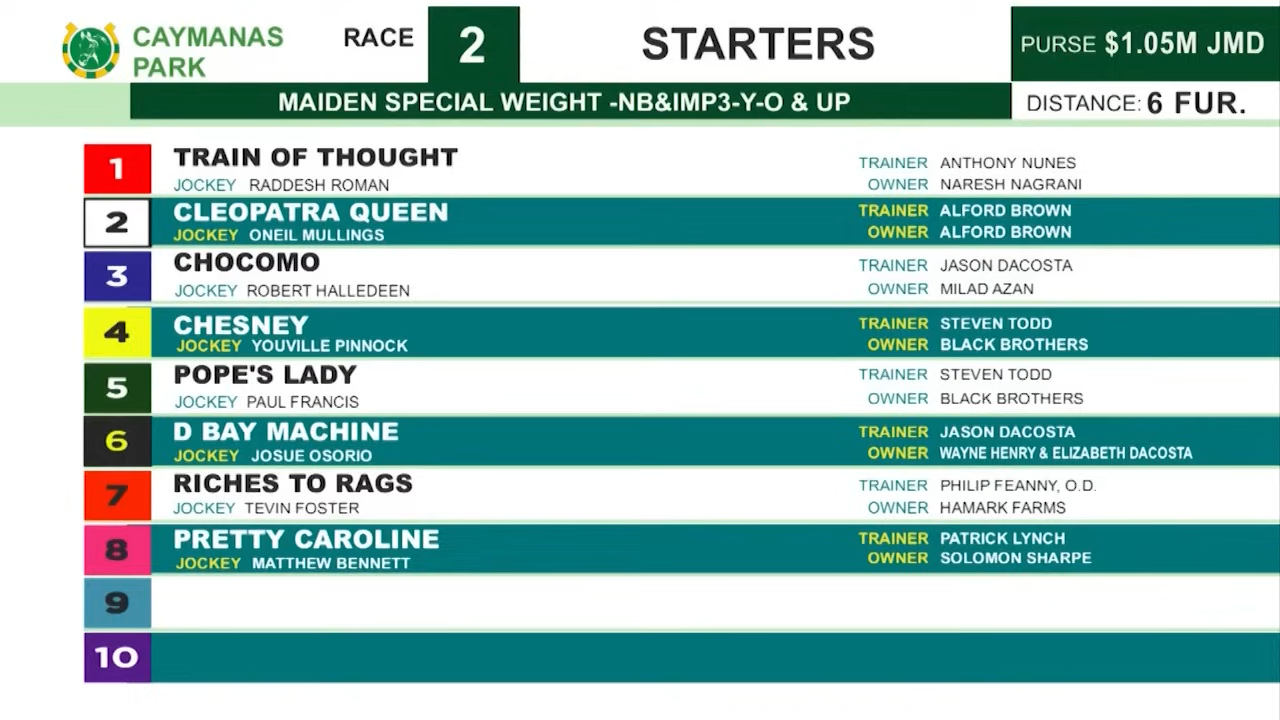 CAYMANAS PARK
RACE 2
STARTERS
PURSE $1.05M JMD
MAIDEN SPECIAL WEIGHT -NB&IMP3-Y-O & UP
DISTANCE: 6 FUR.
1 TRAIN OF THOUGHT
JOCKEY RADDESH ROMAN
TRAINER ANTHONY NUNES
OWNER NARESH NAGRANI
2 CLEOPATRA QUEEN
JOCKEY ONEIL MULLINGS
TRAINER ALFORD BROWN
OWNER ALFORD BROWN
3 CHOCOMO
JOCKEY ROBERT HALLEDEEN
TRAINER JASON DACOSTA
OWNER MILAD AZAN
4 CHESNEY
JOCKEY YOUVILLE PINNOCK
TRAINER STEVEN TODD
OWNER BLACK BROTHERS
5 POPE'S LADY
JOCKEY PAUL FRANCIS
TRAINER STEVEN TODD
OWNER BLACK BROTHERS
6 D BAY MACHINE
JOCKEY JOSUE OSORIO
TRAINER JASON DACOSTA
OWNER WAYNE HENRY & ELIZABETH DACOSTA
7 RICHES TO RAGS
JOCKEY TEVIN FOSTER
TRAINER PHILIP FEANNY, O.D.
OWNER HAMARK FARMS
8 PRETTY CAROLINE
JOCKEY MATTHEW BENNETT
TRAINER PATRICK LYNCH
OWNER SOLOMON SHARPE
9
10